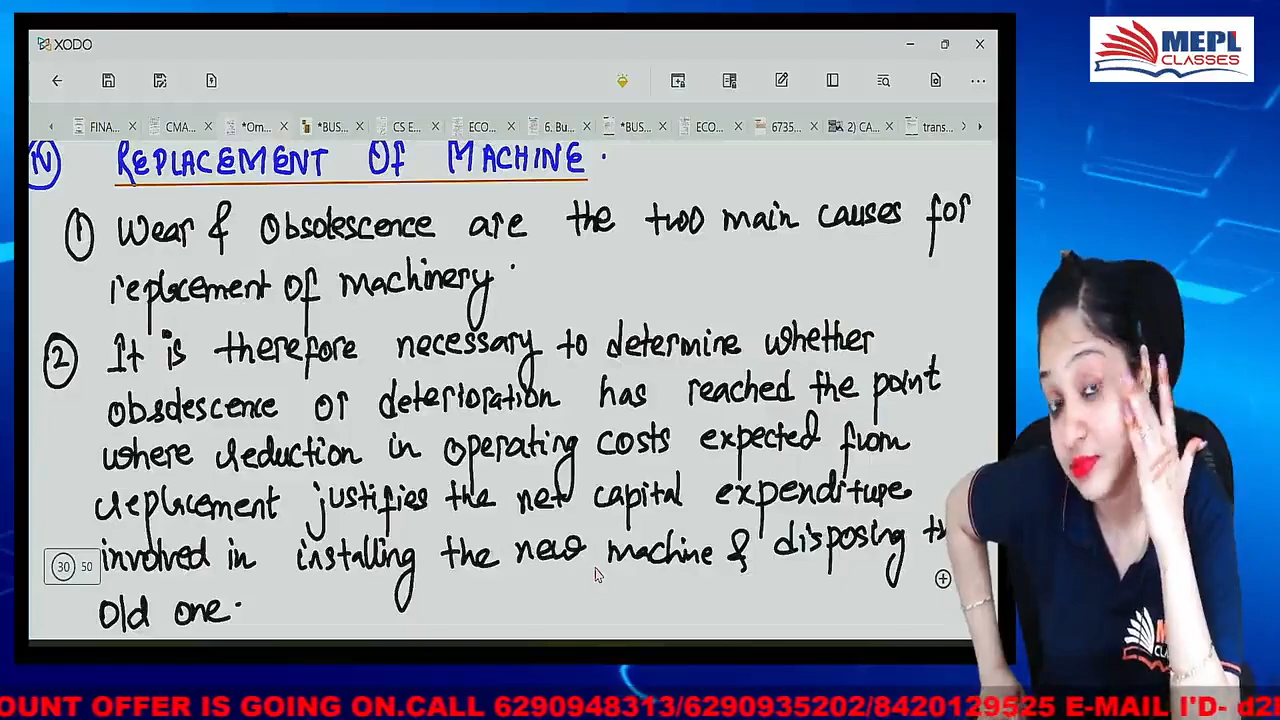 XODO
MEPL
CLASSES
FINA...
CMA...
*Om...
*BUS...
CS E...
ECO...
6. Bu...
*BUS...
ECO...
6735...
2) CA...
trans...
IV REPLACEMENT OF MACHINE.
1 Wear & Obsolescence are the two main causes for
replacement of machinery.
2 It is therefore necessary to determine whether
obsolescence or deterioration has reached the point
where reduction in operating costs expected from
replacement justifies the net capital expenditure
involved in installing the new machine & disposing
old one.
30 50
OUNT OFFER IS GOING ON.CALL 6290948313/6290935202/8420129525 E-MAIL I'D- d2